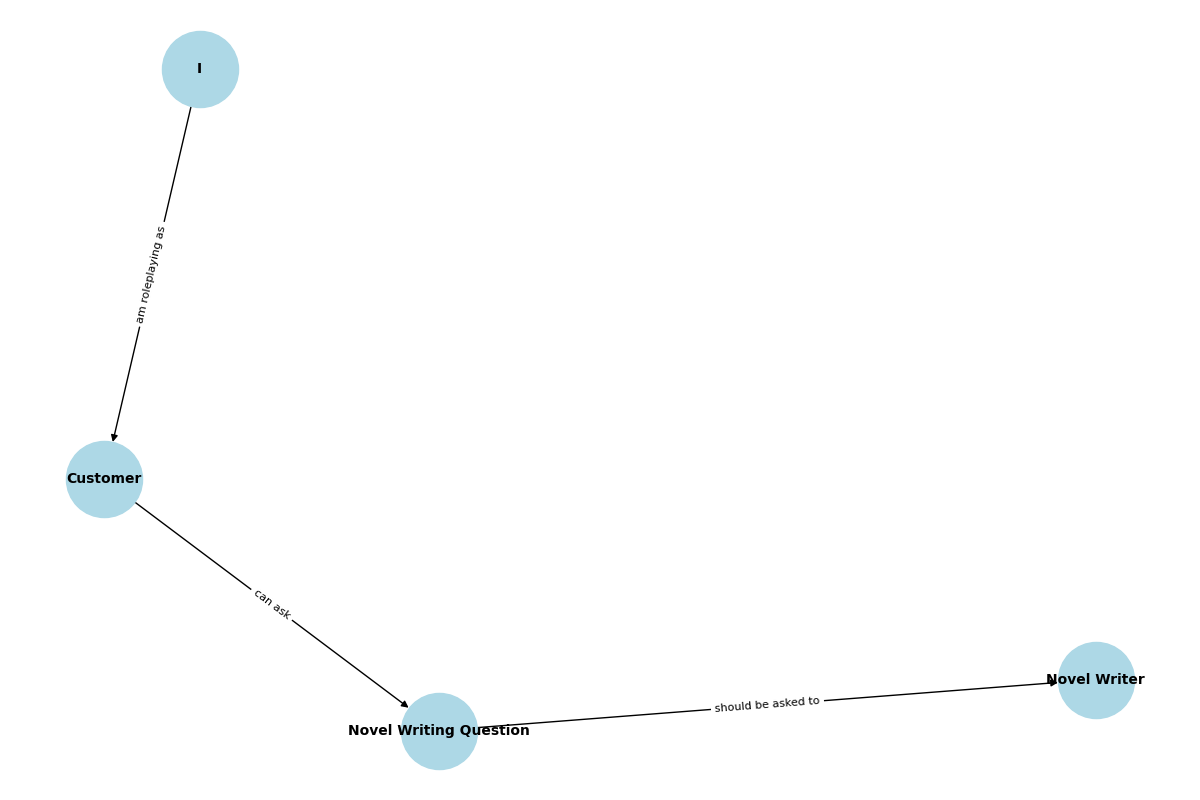 I
am roleplaying as
Customer
can ask
Novel Writing Question
should be asked to
Novel Writer